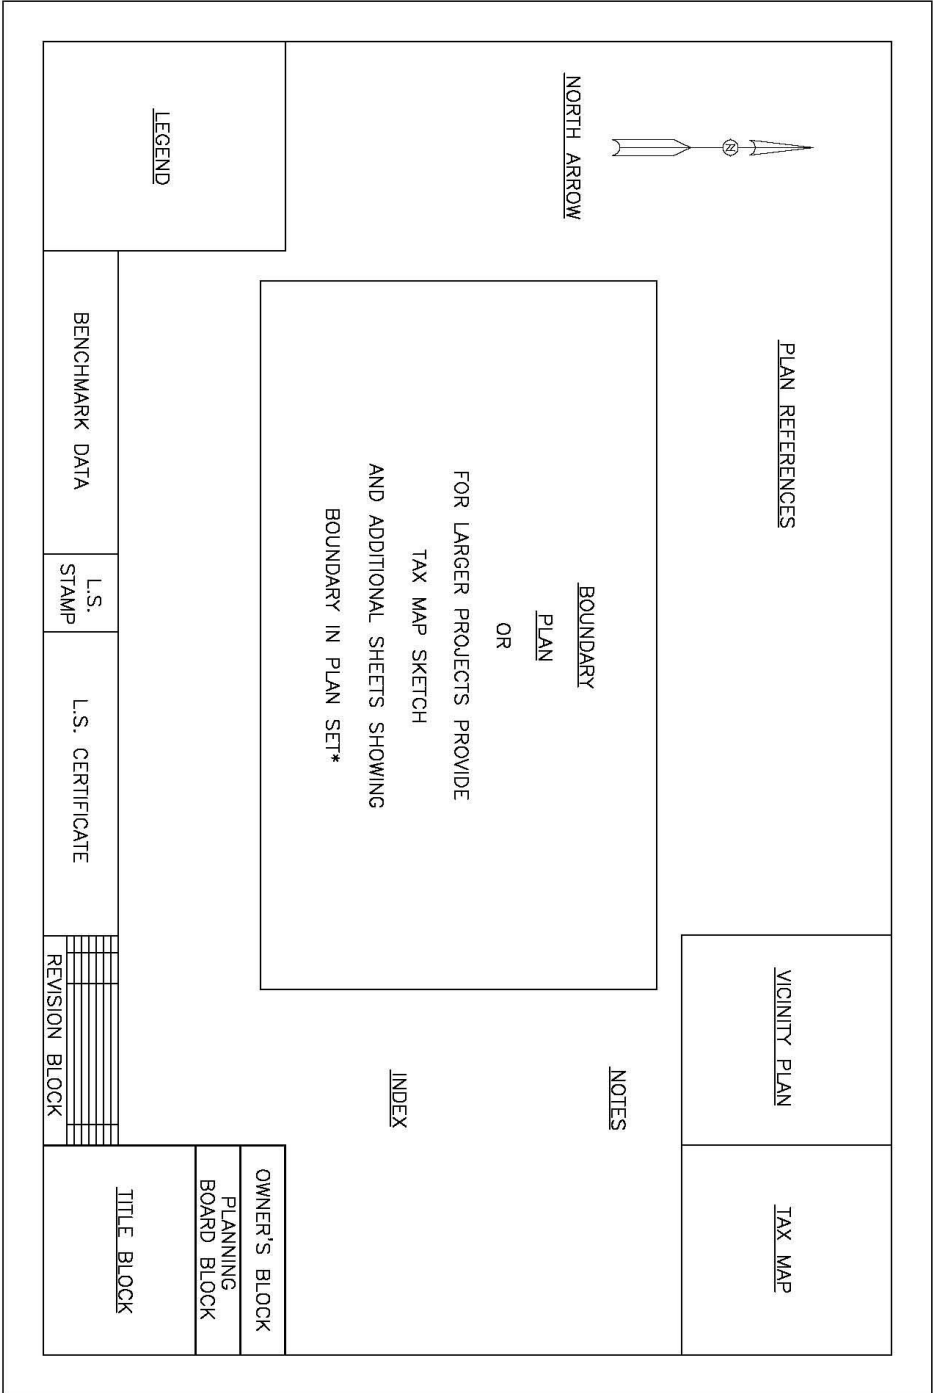 NORTH ARROW
N
PLAN REFERENCES
VICINITY PLAN
TAX MAP
BOUNDARY
PLAN
OR
FOR LARGER PROJECTS PROVIDE
TAX MAP SKETCH
AND ADDITIONAL SHEETS SHOWING
BOUNDARY IN PLAN SET*
NOTES
INDEX
LEGEND
BENCHMARK DATA
L.S.
STAMP
L.S. CERTIFICATE
REVISION BLOCK
OWNER'S BLOCK
PLANNING
BOARD BLOCK
TITLE BLOCK